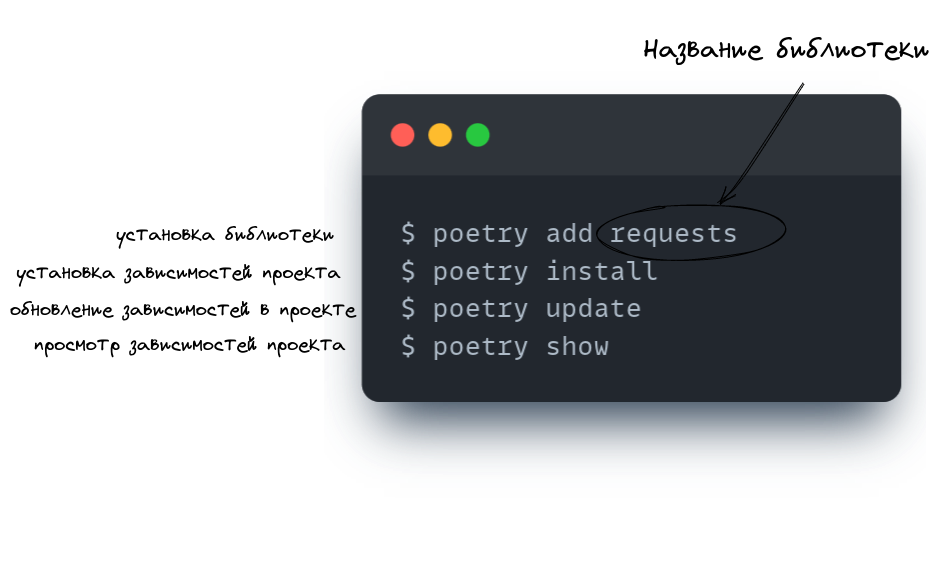 Название библиотеки
установка библиотеки
$ poetry add requests
установка зависимостей проекта
$ poetry install
обновление зависимостей в проекте
$ poetry update
просмотр зависимостей проекта
$ poetry show